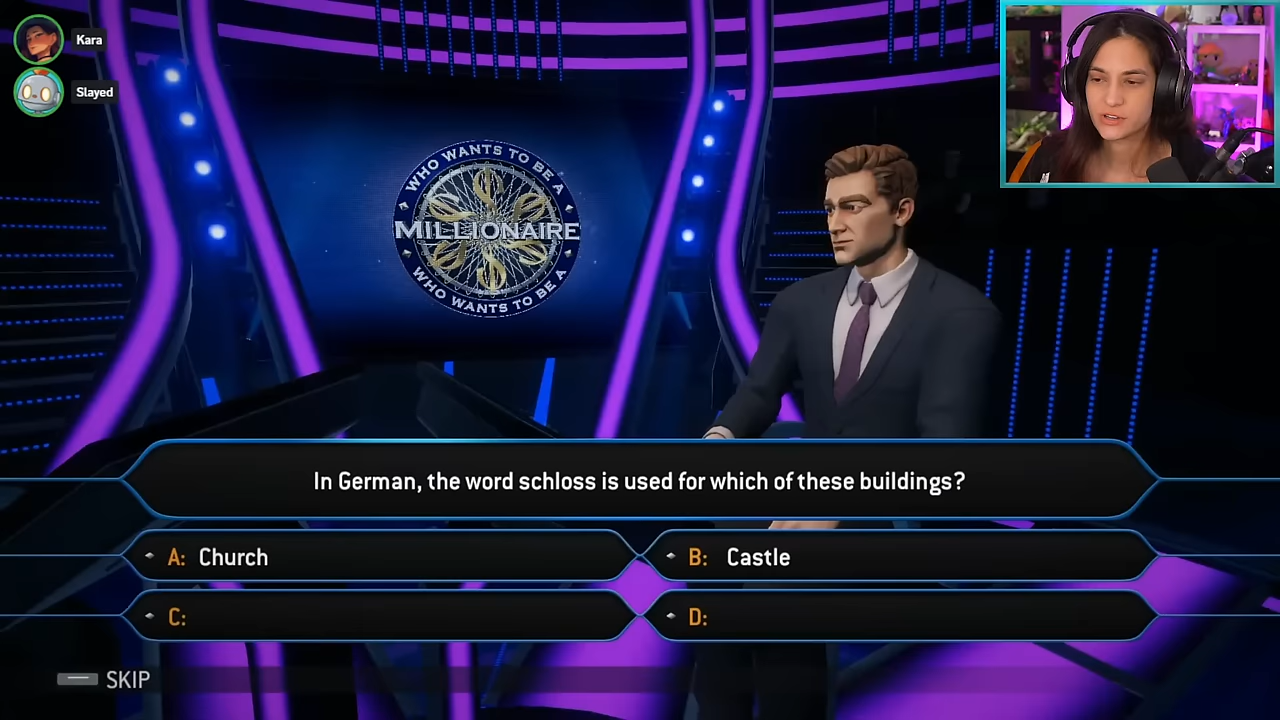 Kara
Slayed
WHO WANTS TO BE A
MILLIONAIRE
WHO WANTS TO BE A
In German, the word schloss is used for which of these buildings?
A: Church
B: Castle
C:
D:
SKIP